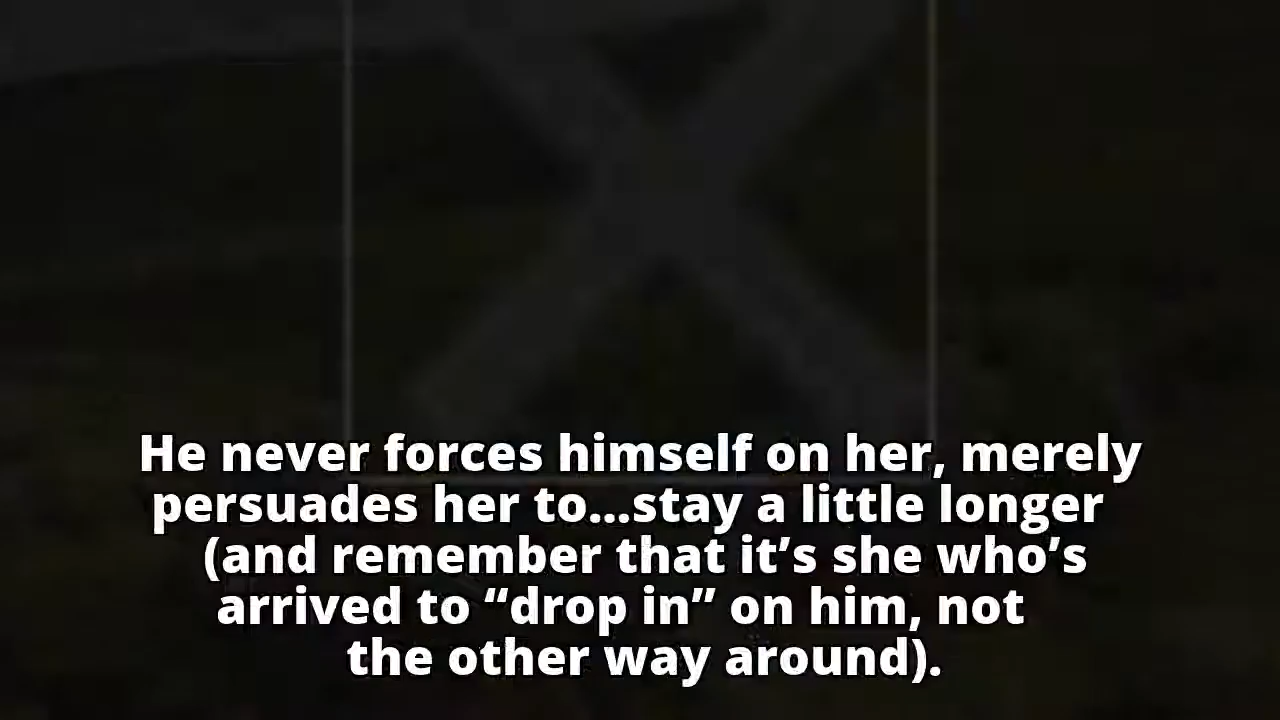 He never forces himself on her, merely
persuades her to...stay a little longer
(and remember that it’s she who’s
arrived to “drop in” on him, not
the other way around).